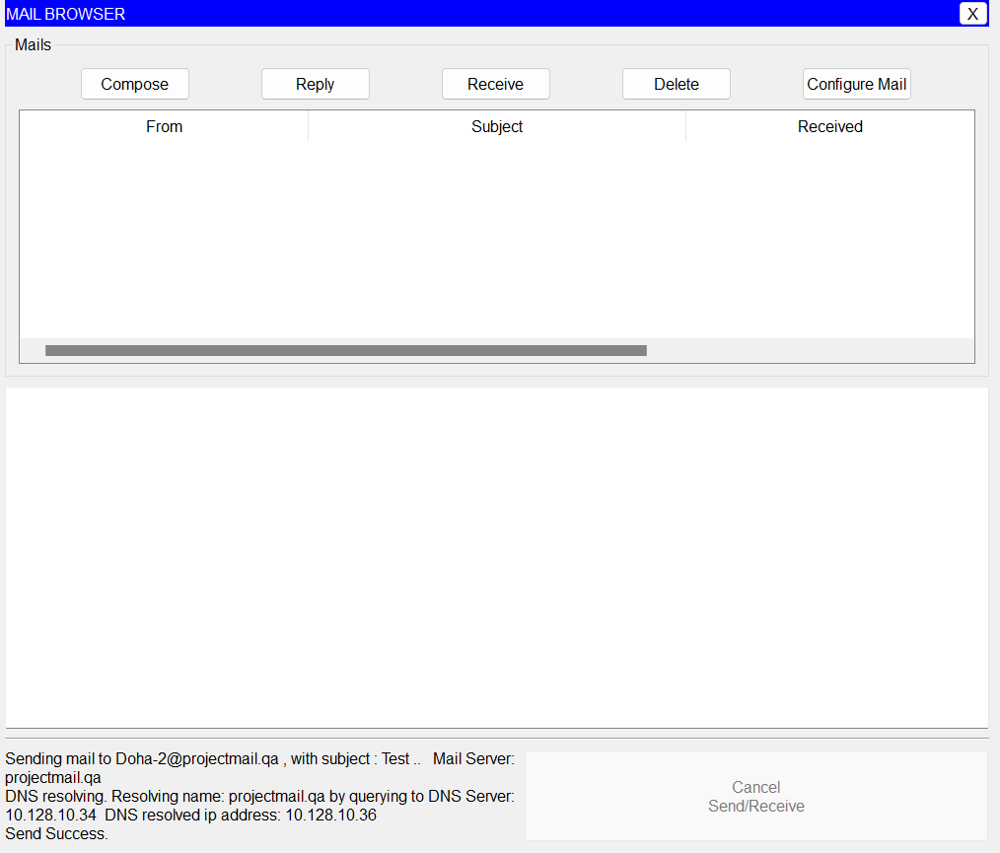 MAIL BROWSER
X
Mails
Compose
Reply
Receive
Delete
Configure Mail
From
Subject
Received
Sending mail to Doha-2@projectmail.qa , with subject : Test ..   Mail Server:
projectmail.qa
DNS resolving. Resolving name: projectmail.qa by querying to DNS Server:
10.128.10.34  DNS resolved ip address: 10.128.10.36
Send Success.
Cancel
Send/Receive